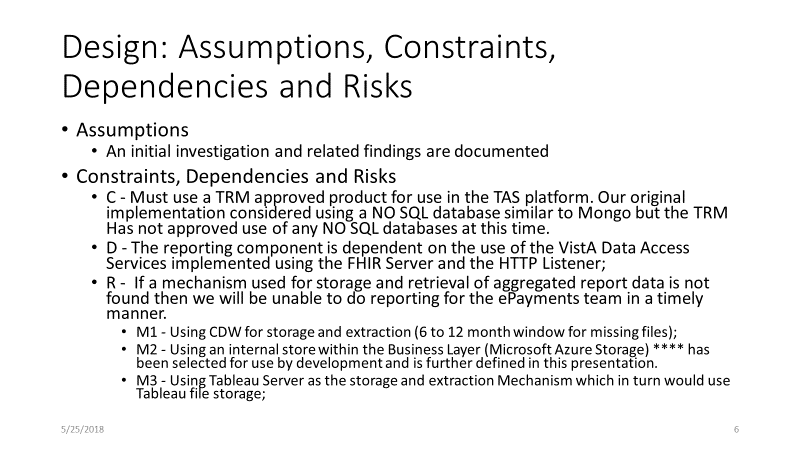 Design: Assumptions, Constraints,
Dependencies and Risks
• Assumptions
• An initial investigation and related findings are documented
• Constraints, Dependencies and Risks
• C - Must use a TRM approved product for use in the TAS platform. Our original
implementation considered using a NO SQL database similar to Mongo but the TRM
Has not approved use of any NO SQL databases at this time.
• D - The reporting component is dependent on the use of the VistA Data Access
Services implemented using the FHIR Server and the HTTP Listener;
• R - If a mechanism used for storage and retrieval of aggregated report data is not
found then we will be unable to do reporting for the ePayments team in a timely
manner.
• M1 - Using CDW for storage and extraction (6 to 12 month window for missing files);
• M2 - Using an internal store within the Business Layer (Microsoft Azure Storage) **** has
been selected for use by development and is further defined in this presentation.
• M3 - Using Tableau Server as the storage and extraction Mechanism which in turn would use
Tableau file storage;
5/25/2018
6